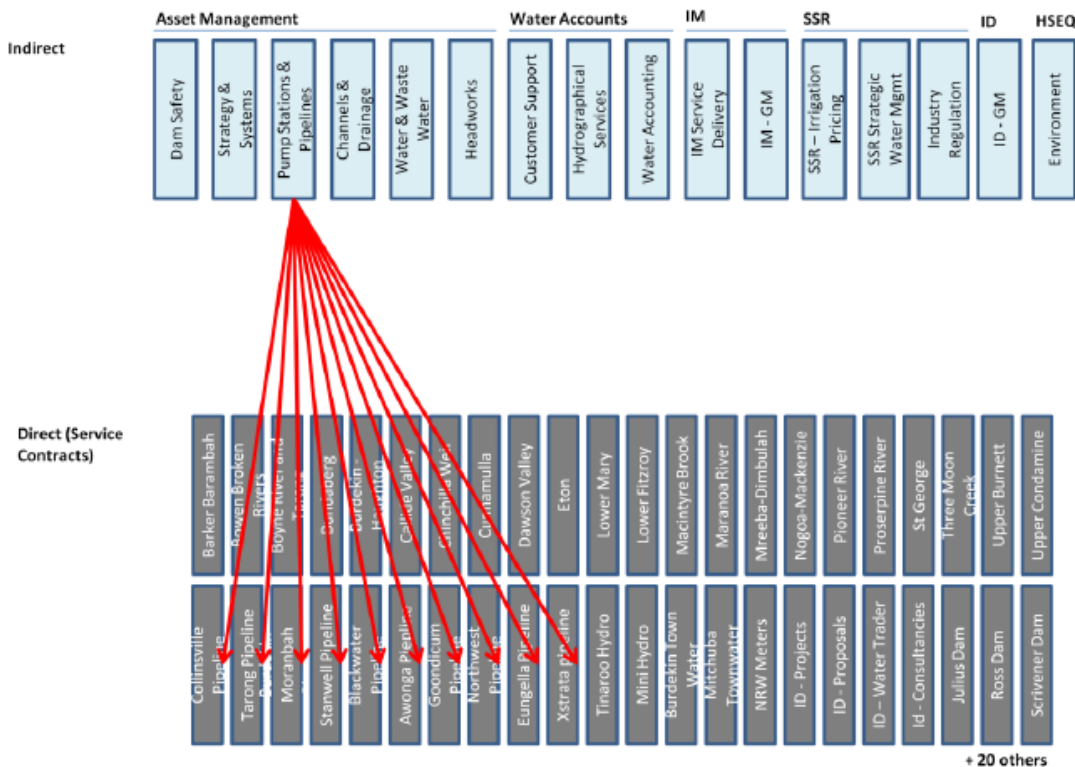 Asset Management
Water Accounts
IM
SSR
ID
HSEQ
Indirect
Dam Safety
Strategy &
Systems
Pump Stations &
Pipelines
Channels &
Drainage
Water & Waste
Water
Headworks
Customer Support
Hydrographical
Services
Water Accounting
IM Service
Delivery
IM - GM
SSR – Irrigation
Pricing
SSR Strategic
Water Mgmt
Industry
Regulation
ID - GM
Environment
Direct (Service
Contracts)
Barker Barambah
Bowen Broken
Rivers
Boyne River and
Bundaberg
Burdekin -
Haughton
Callide Valley
Chinchilla Weir
Cunnamulla
Dawson Valley
Eton
Lower Mary
Lower Fitzroy
Macintyre Brook
Maranoa River
Mreeba-Dimbulah
Nogoa-Mackenzie
Pioneer River
Proserpine River
St George
Three Moon
Creek
Upper Burnett
Upper Condamine
Collinsville
Pipeline
Tarong Pipeline
Moranbah
Stanwell Pipeline
Blackwater
Pipeline
Awonga Pipeline
Goondicum
Pipeline
Northwest
Pipeline
Eungella Pipeline
Xstrata pipeline
Tinaroo Hydro
Mini Hydro
Burdekin Town
Water
Mitchuba
Townwater
NRW Meters
ID - Projects
ID - Proposals
ID – Water Trader
Id - Consultancies
Julius Dam
Ross Dam
Scrivener Dam
+ 20 others